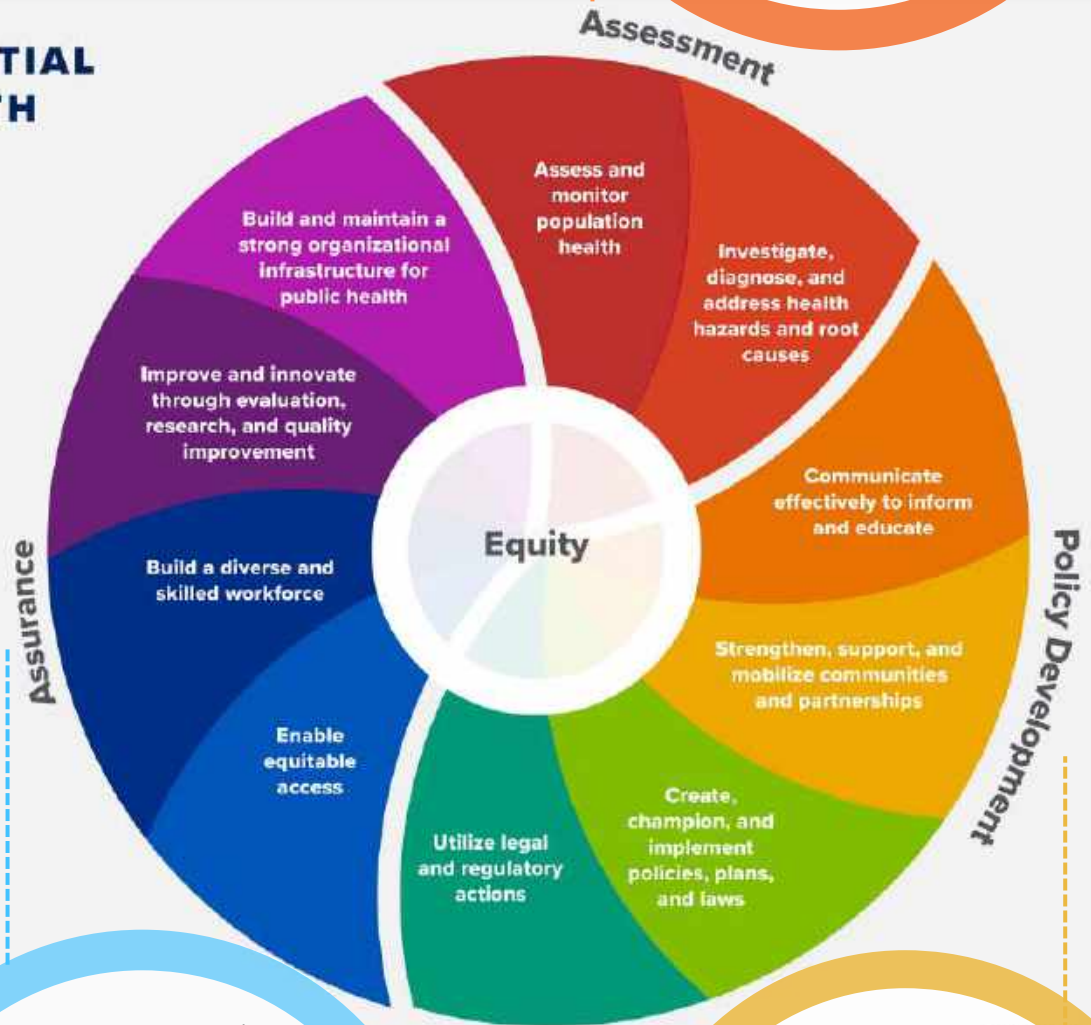 Assessment
Assess and
monitor
population
health
Investigate,
diagnose, and
address health
hazards and root
causes
Communicate
effectively to inform
and educate
Strengthen, support, and
mobilize communities
and partnerships
Create,
champion, and
implement
policies, plans,
and laws
Utilize legal
and regulatory
actions
Policy Development
Enable
equitable
access
Build a diverse and
skilled workforce
Improve and innovate
through evaluation,
research, and quality
improvement
Build and maintain a
strong organizational
infrastructure for
public health
Assurance
Equity